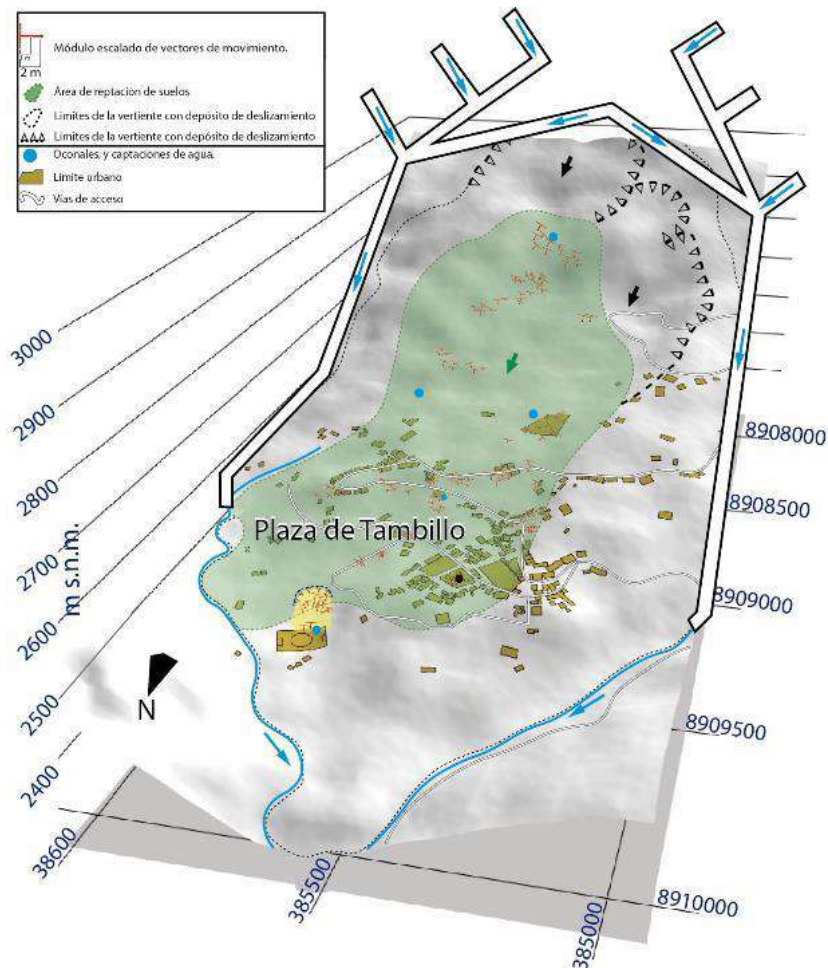 Módulo escalado de vectores de movimiento.
2 m
Área de reptación de suelos
Límites de la vertiente con depósito de deslizamiento
Límites de la vertiente con depósito de deslizamiento
Oconales, y captaciones de agua.
Límite urbano
Vías de acceso
3000
2900
2800
2700
2600
2500
2400
m s.n.m.
Plaza de Tambillo
N
8908000
8908500
8909000
8909500
8910000
38600
385500
385000